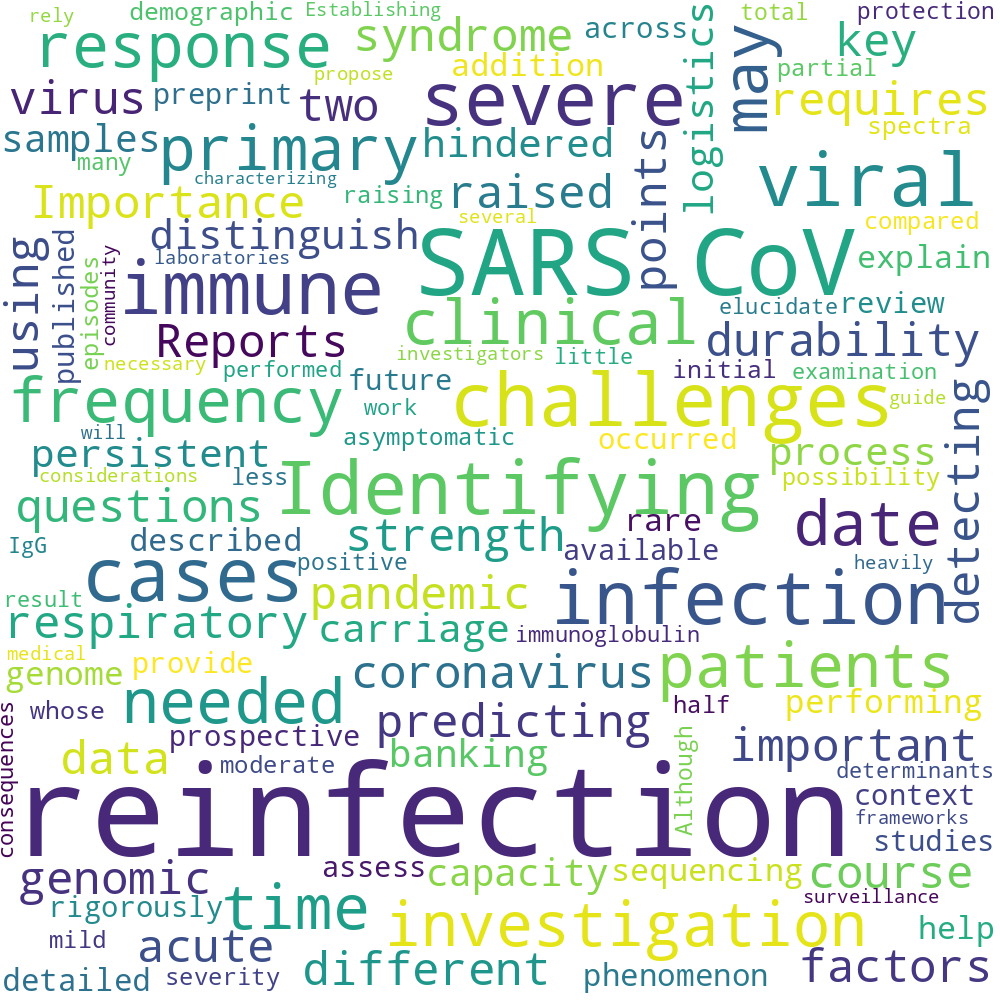 rely
demographic
Establishing
response
syndrome
across
logistics
total
protection
may
key
propose
addition
partial
virus
preprint
two
severe
requires
samples
primary
hindered
points
spectra
many
characterizing
raising
raised
viral
Importance
several
compared
using
published
episodes
community
distinguish
laboratories
SARS CoV
explain
immune
elucidate
review
Reports
clinical
durability
necessary
performed
investigators
little
initial
examination
frequency
future
challenges
guide
detecting
work
will
asymptomatic
occurred
persistent
process
considerations
less
Identifying
possibility
questions
strength
rare
date
IgG
described
positive
available
heavily
cases
pandemic
infection
result
respiratory
carriage
immunoglobulin
medical
genome
provide
coronavirus
patients
consequences
whose
needed
half
performing
predicting
Although
prospective
data
moderate
banking
important
determinants
reinfection
context
frameworks
studies
genomic
assess
capacity
sequencing
course
rigorously
time
surveillance
mild
acute
investigation
help
detailed
severity
different
phenomenon
factors